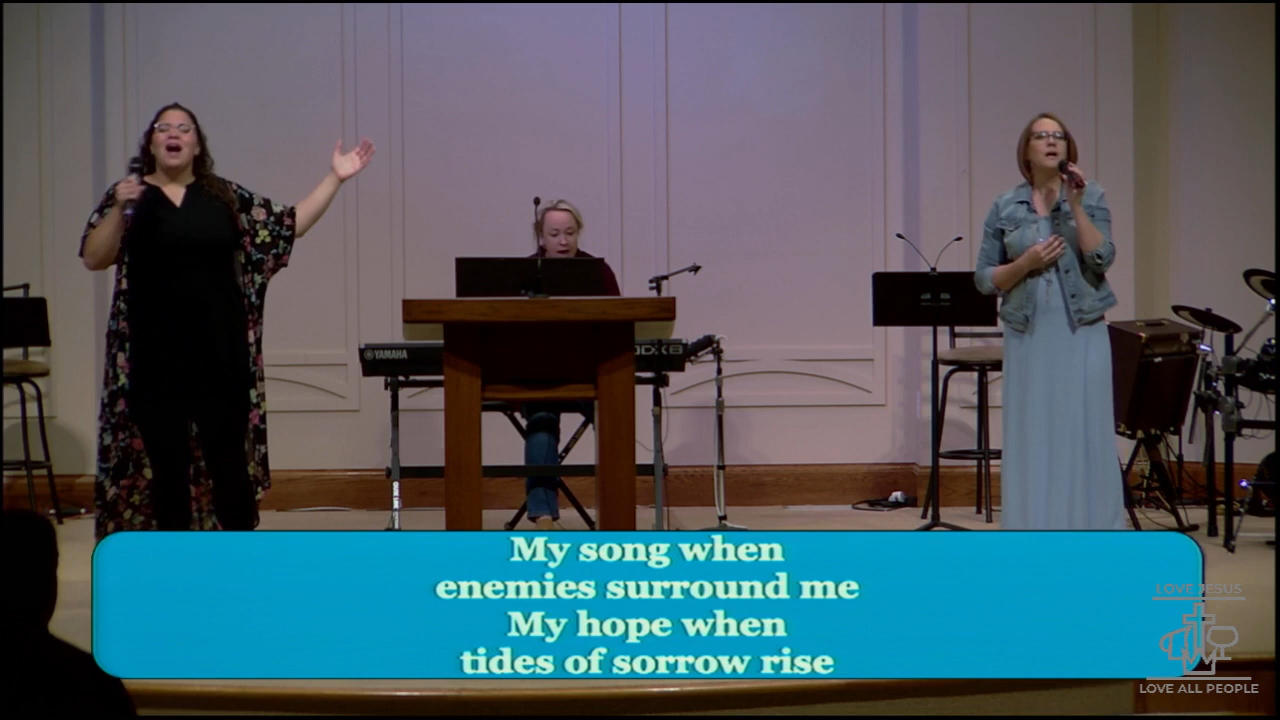 YAMAHA
My song when
enemies surround me
My hope when
tides of sorrow rise
LOVE JESUS
LOVE ALL PEOPLE